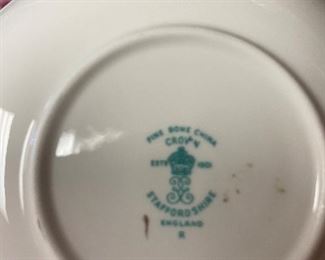 FINE BONE CHINA
CROWN
ESTD 1801
STAFFORDSHIRE
ENGLAND
R